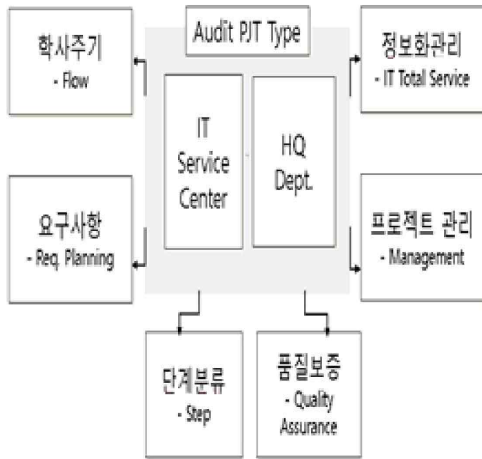 Audit PJT Type
학사주기
- Flow
정보화관리
- IT Total Service
IT
Service
Center
HQ
Dept.
요구사항
- Req. Planning
프로젝트 관리
- Management
단계분류
- Step
품질보증
- Quality
Assurance